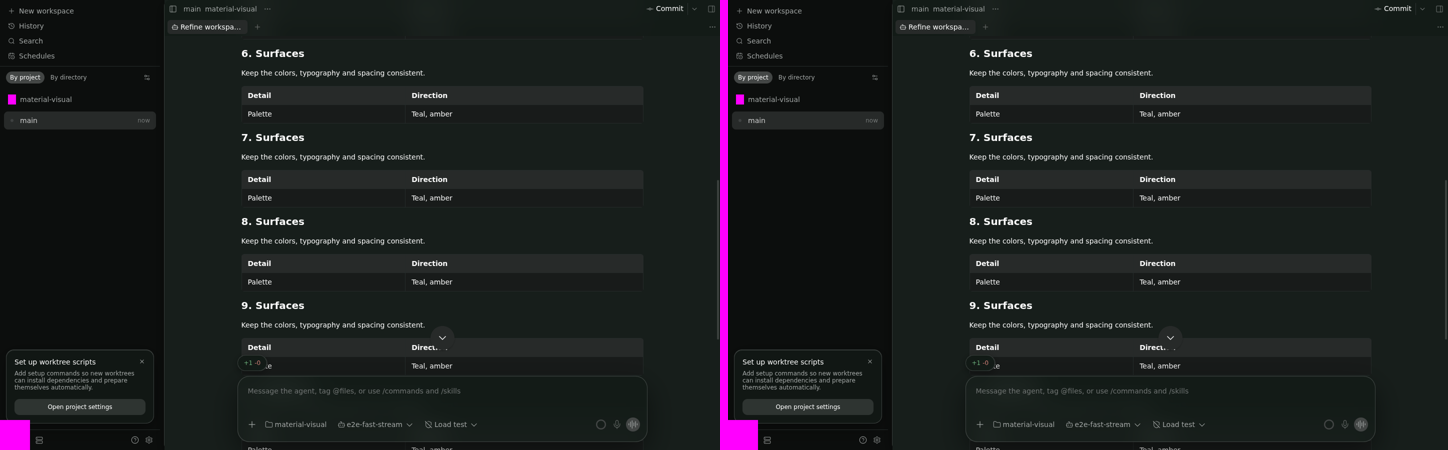 New workspace
History
Search
Schedules
By project By directory
material-visual
main now
Set up worktree scripts
Add setup commands so new worktrees
can install dependencies and prepare
themselves automatically.
Open project settings
main material-visual
Commit
Refine workspa...
6. Surfaces
Keep the colors, typography and spacing consistent.
Detail Direction
Palette Teal, amber
7. Surfaces
Keep the colors, typography and spacing consistent.
Detail Direction
Palette Teal, amber
8. Surfaces
Keep the colors, typography and spacing consistent.
Detail Direction
Palette Teal, amber
9. Surfaces
Keep the colors, typography and spacing consistent.
Detail
Teal, amber
+1 -0
Message the agent, tag @files, or use /commands and /skills
material-visual e2e-fast-stream Load test
New workspace
History
Search
Schedules
By project By directory
material-visual
main
Set up worktree scripts
Add setup commands so new worktrees
can install dependencies and prepare
themselves automatically.
Open project settings
main material-visual
Commit
Refine workspa...
6. Surfaces
Keep the colors, typography and spacing consistent.
Detail Direction
Palette Teal, amber
7. Surfaces
Keep the colors, typography and spacing consistent.
Detail Direction
Palette Teal, amber
8. Surfaces
Keep the colors, typography and spacing consistent.
Detail Direction
Palette Teal, amber
9. Surfaces
Keep the colors, typography and spacing consistent.
Detail
Teal, amber
+1 -0
Message the agent, tag @files, or use /commands and /skills
material-visual e2e-fast-stream Load test